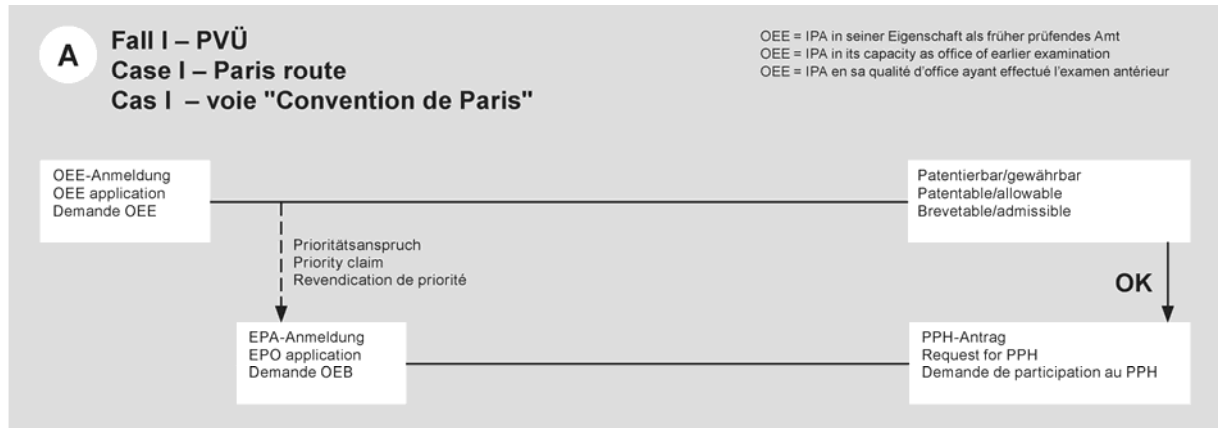 A
Fall I – PVÜ
Case I – Paris route
Cas I – voie "Convention de Paris"
OEE = IPA in seiner Eigenschaft als früher prüfendes Amt
OEE = IPA in its capacity as office of earlier examination
OEE = IPA en sa qualité d'office ayant effectué l'examen antérieur
OEE-Anmeldung
OEE application
Demande OEE
Patentierbar/gewährbar
Patentable/allowable
Brevetable/admissible
Prioritätsanspruch
Priority claim
Revendication de priorité
OK
EPA-Anmeldung
EPO application
Demande OEB
PPH-Antrag
Request for PPH
Demande de participation au PPH